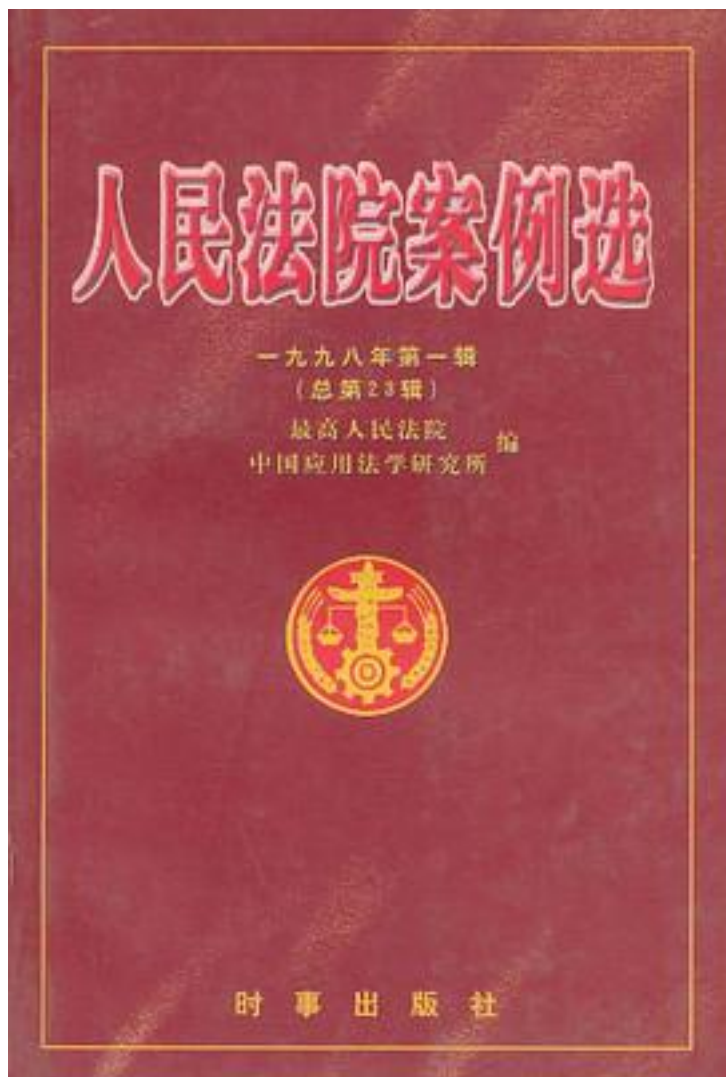 人民法院案例选
一九九八年第一辑
(总第23辑)
最高人民法院
中国应用法学研究所 编
时事出版社